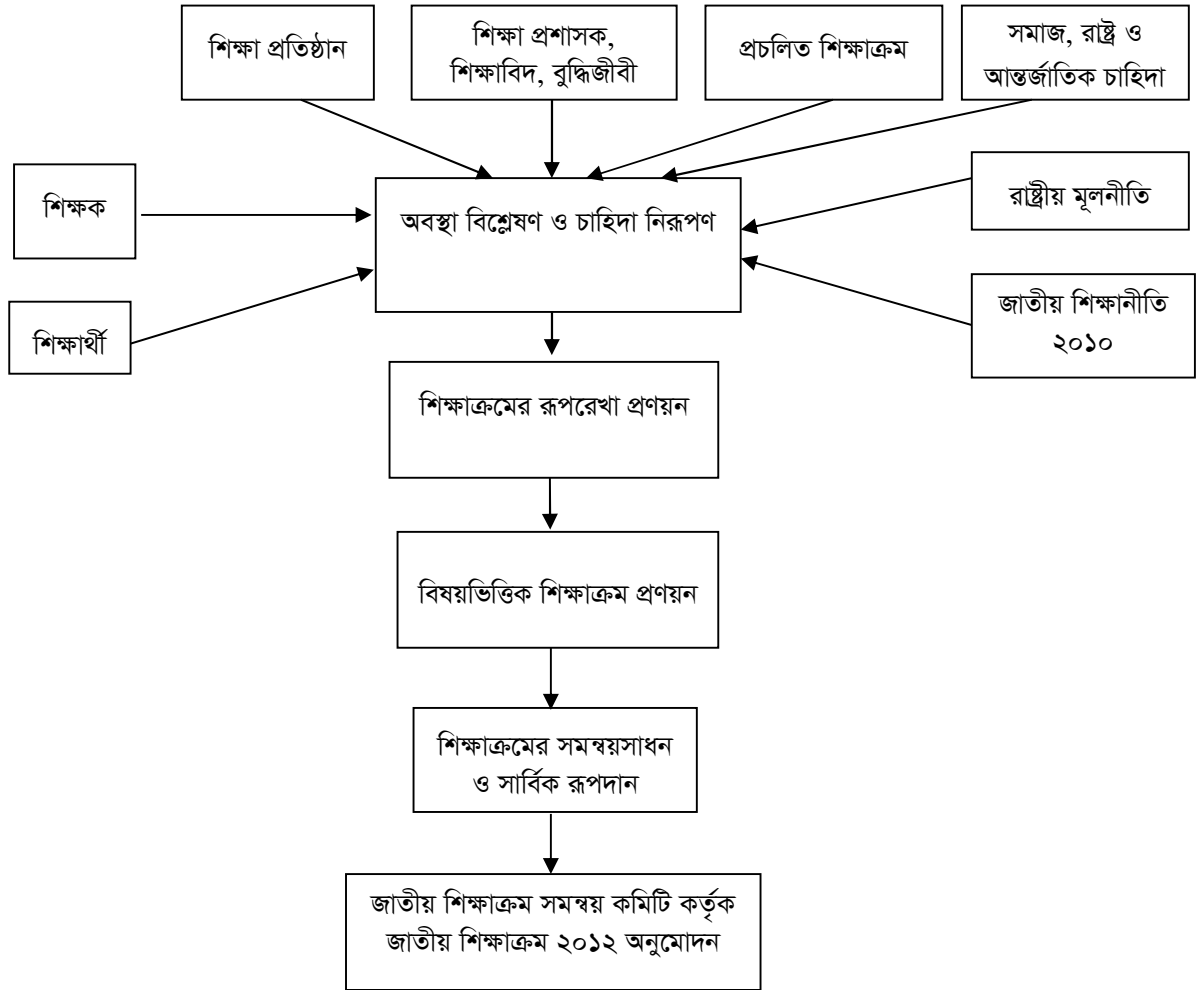 শিক্ষা প্রতিষ্ঠান
শিক্ষা প্রশাসক,
শিক্ষাবিদ, বুদ্ধিজীবী
প্রচলিত শিক্ষাক্রম
সমাজ, রাষ্ট্র ও
আন্তর্জাতিক চাহিদা
শিক্ষক
অবস্থা বিশ্লেষণ ও চাহিদা নিরূপণ
রাষ্ট্রীয় মূলনীতি
শিক্ষার্থী
জাতীয় শিক্ষানীতি
২০১০
শিক্ষাক্রমের রূপরেখা প্রণয়ন
বিষয়ভিত্তিক শিক্ষাক্রম প্রণয়ন
শিক্ষাক্রমের সমন্বয়সাধন
ও সার্বিক রূপদান
জাতীয় শিক্ষাক্রম সমন্বয় কমিটি কর্তৃক
জাতীয় শিক্ষাক্রম ২০১২ অনুমোদন